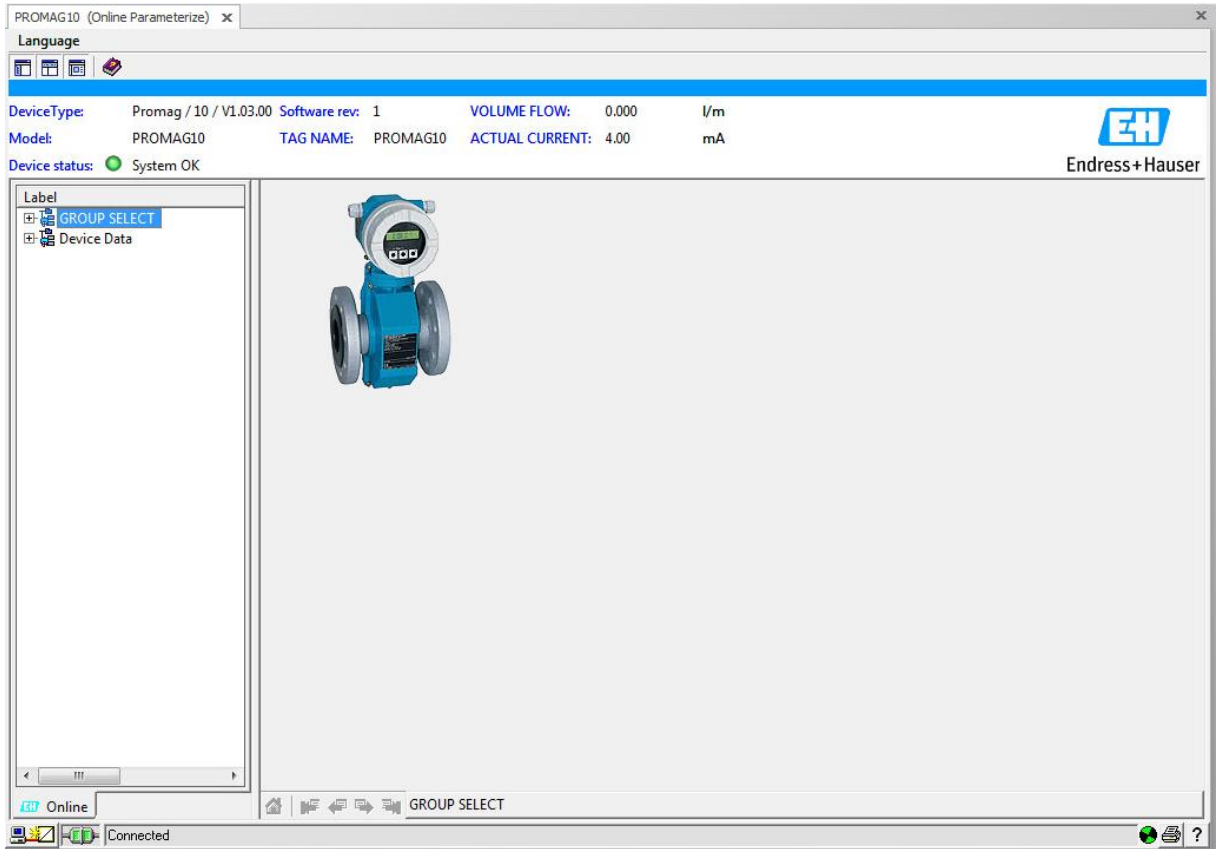 PROMAG10 (Online Parameterize) x
Language
DeviceType: Promag / 10 / V1.03.00 Software rev: 1 VOLUME FLOW: 0.000 l/m
Model: PROMAG10 TAG NAME: PROMAG10 ACTUAL CURRENT: 4.00 mA
Device status: System OK
EH
Endress+Hauser
Label
GROUP SELECT
Device Data
EH Online
GROUP SELECT
Connected
?